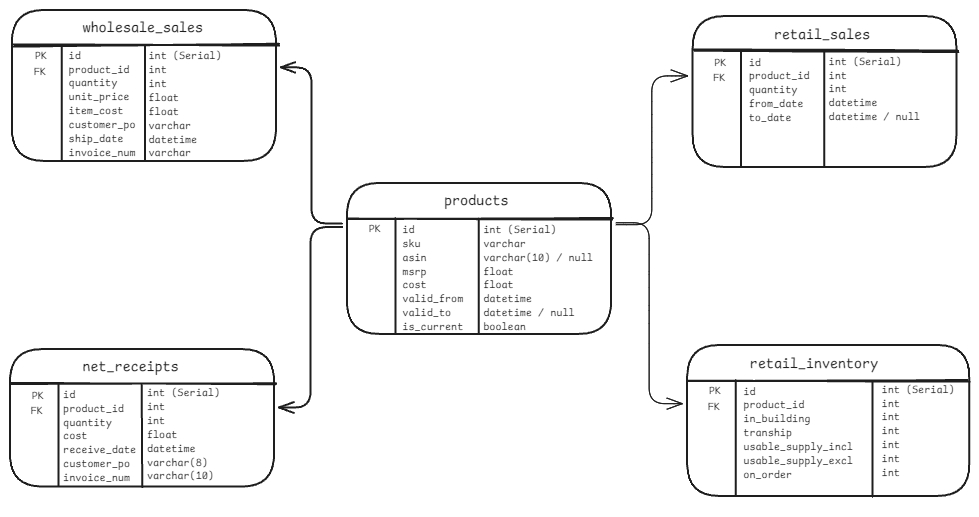 wholesale_sales
PK id int (Serial)
FK product_id int
quantity int
unit_price float
item_cost float
customer_po varchar
ship_date datetime
invoice_num varchar
retail_sales
PK id int (Serial)
FK product_id int
quantity int
from_date datetime
to_date datetime / null
products
PK id int (Serial)
sku varchar
asin varchar(10) / null
msrp float
cost float
valid_from datetime
valid_to datetime / null
is_current boolean
net_receipts
PK id int (Serial)
FK product_id int
quantity int
cost float
receive_date datetime
customer_po varchar(8)
invoice_num varchar(10)
retail_inventory
PK id int (Serial)
FK product_id int
in_building int
tranship int
usable_supply_incl int
usable_supply_excl int
on_order int